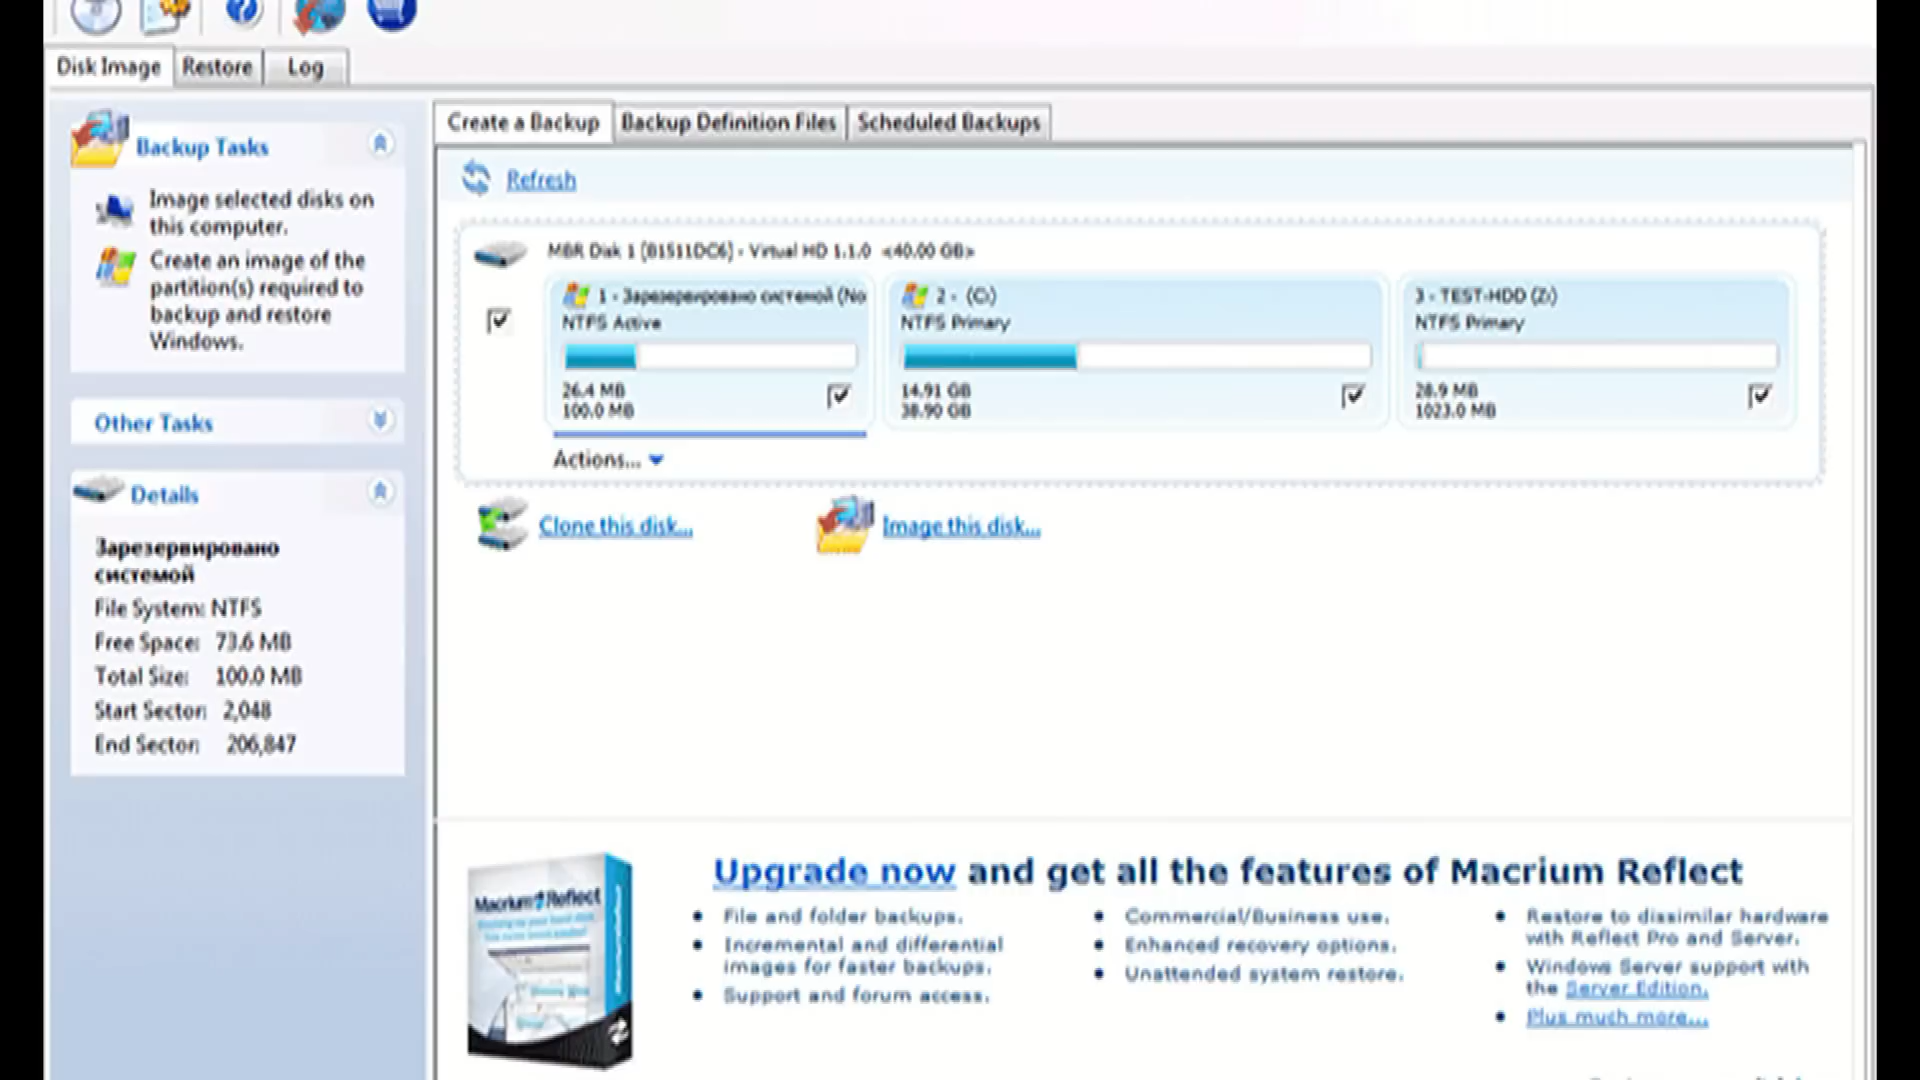 Disk Image
Restore
Log
Backup Tasks
Image selected disks on
this computer.
Create an image of the
partition(s) required to
backup and restore
Windows.
Other Tasks
Details
Зарезервировано
системой
File System: NTFS
Free Space: 73.6 MB
Total Size: 100.0 MB
Start Sector: 2,048
End Sector: 206,847
Create a Backup
Backup Definition Files
Scheduled Backups
Refresh
MBR Disk 1 (B1511DC6) - Virtual HD 1.1.0 <40.00 GB>
1 - Зарезервировано системой (No
NTFS Active
26.4 MB
100.0 MB
2 - (C:)
NTFS Primary
14.91 GB
38.90 GB
3 - TEST-HDD (Z:)
NTFS Primary
28.9 MB
1023.0 MB
Actions...
Clone this disk...
Image this disk...
Macrium Reflect
Upgrade now and get all the features of Macrium Reflect
• File and folder backups.
• Incremental and differential
images for faster backups.
• Support and forum access.
• Commercial/Business use.
• Enhanced recovery options.
• Unattended system restore.
• Restore to dissimilar hardware
with Reflect Pro and Server.
• Windows Server support with
the Server Edition.
• Plus much more...